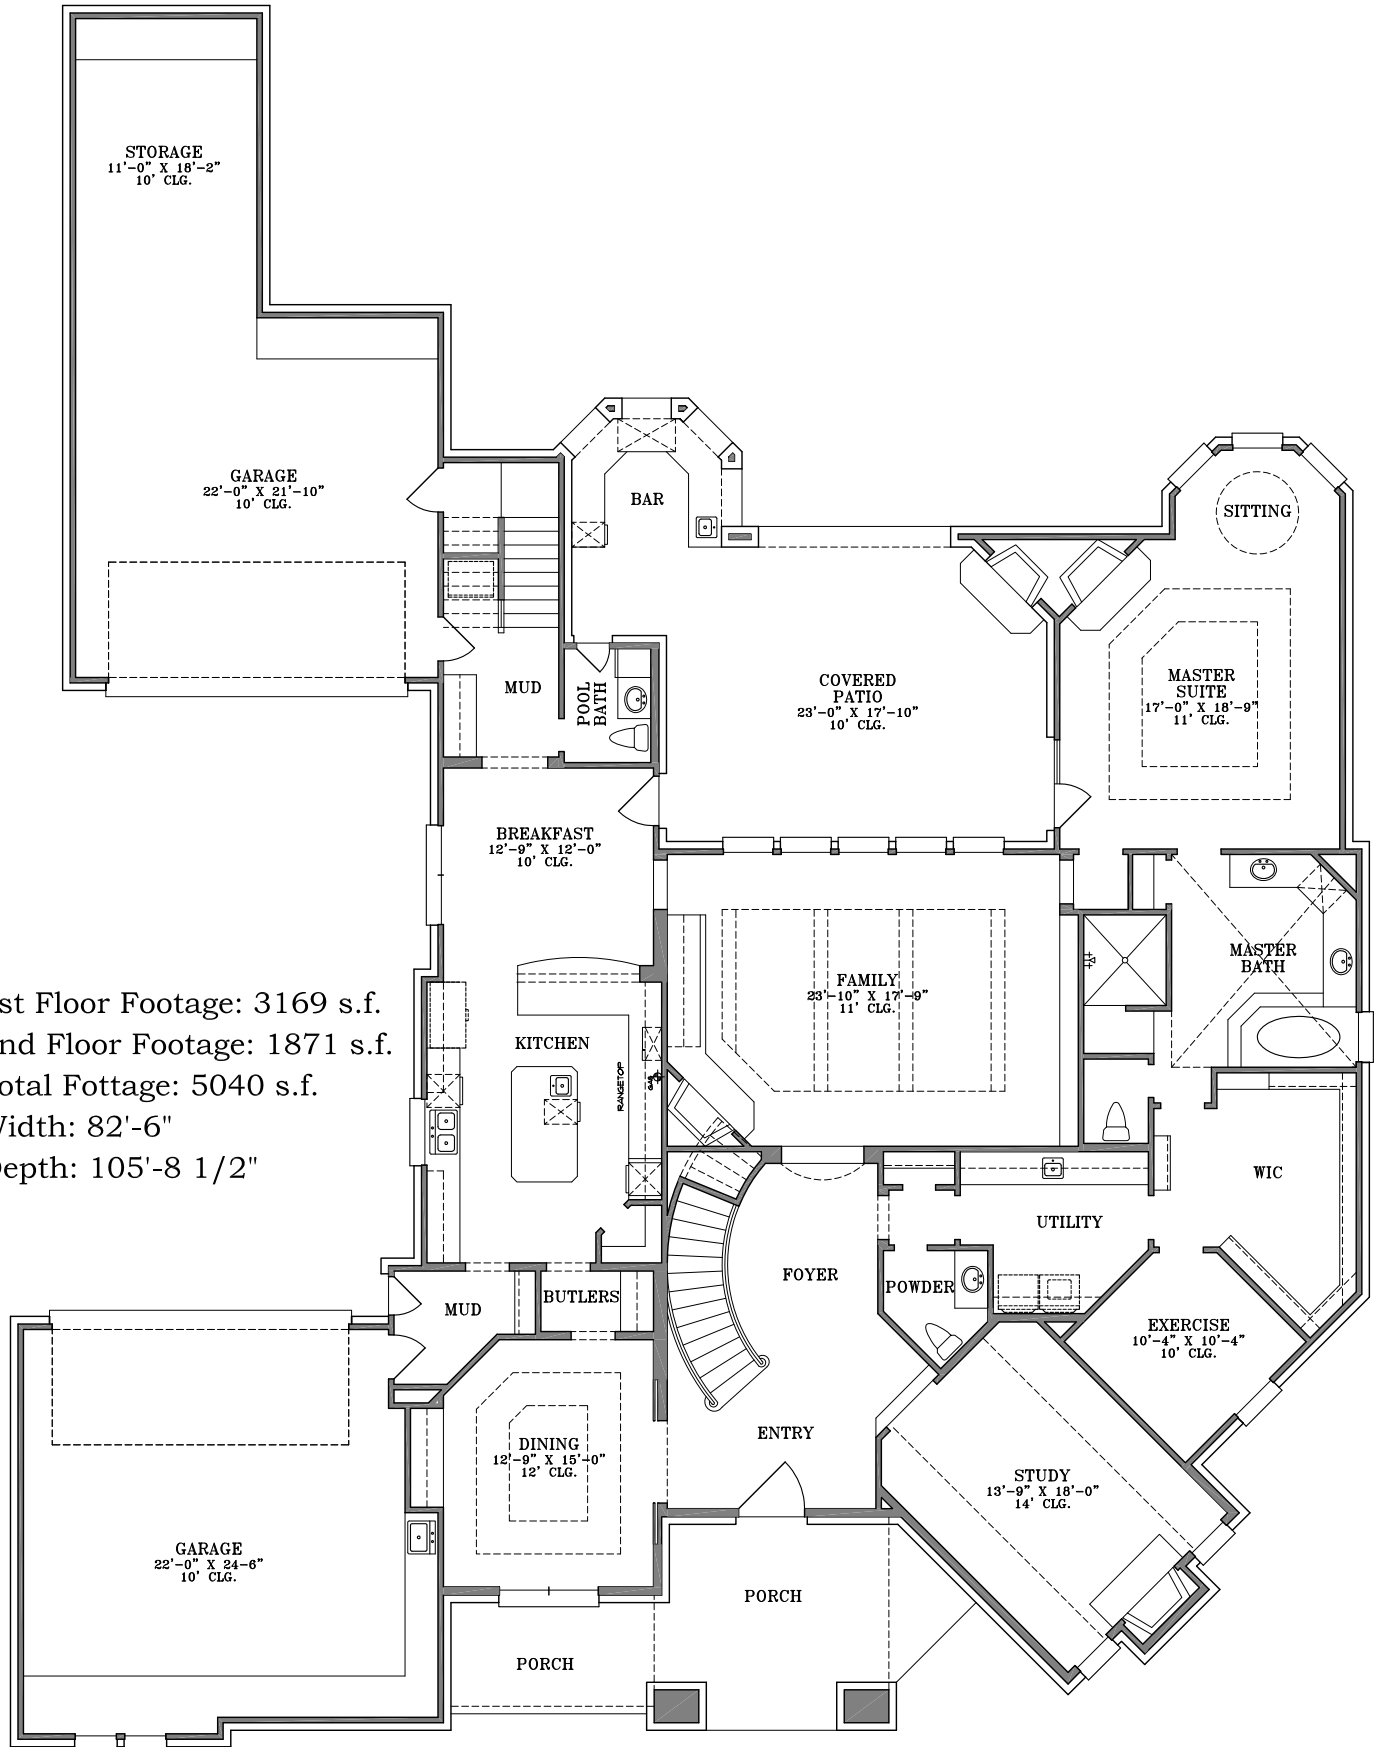 STORAGE
11'-0" X 18'-2"
10' CLG.
GARAGE
22'-0" X 21'-10"
10' CLG.
BAR
SITTING
MUD
POOL
BATH
COVERED
PATIO
23'-0" X 17'-10"
10' CLG.
MASTER
SUITE
17'-0" X 18'-9"
11' CLG.
BREAKFAST
12'-9" X 12'-0"
10' CLG.
MASTER
BATH
FAMILY
23'-10" X 17'-9"
11' CLG.
st Floor Footage: 3169 s.f.
nd Floor Footage: 1871 s.f.
otal Fottage: 5040 s.f.
Width: 82'-6"
Depth: 105'-8 1/2"
KITCHEN
RANGETOP
GAS
WIC
UTILITY
FOYER
POWDER
MUD
BUTLERS
EXERCISE
10'-4" X 10'-4"
10' CLG.
ENTRY
DINING
12'-9" X 15'-0"
12' CLG.
STUDY
13'-9" X 18'-0"
14' CLG.
GARAGE
22'-0" X 24-6"
10' CLG.
PORCH
PORCH